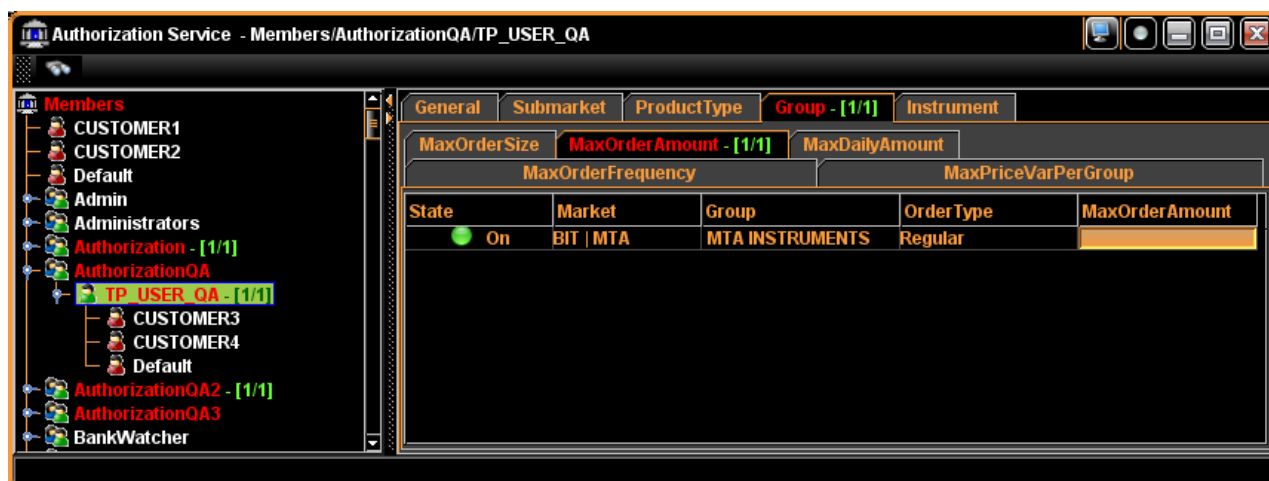 Authorization Service - Members/AuthorizationQA/TP_USER_QA
Members
CUSTOMER1
CUSTOMER2
Default
Admin
Administrators
Authorization - [1/1]
AuthorizationQA
TP_USER_QA - [1/1]
CUSTOMER3
CUSTOMER4
Default
AuthorizationQA2 - [1/1]
AuthorizationQA3
BankWatcher
General Submarket ProductType Group - [1/1] Instrument
MaxOrderSize MaxOrderAmount - [1/1] MaxDailyAmount
MaxOrderFrequency MaxPriceVarPerGroup
State Market Group OrderType MaxOrderAmount
On BIT | MTA MTA INSTRUMENTS Regular